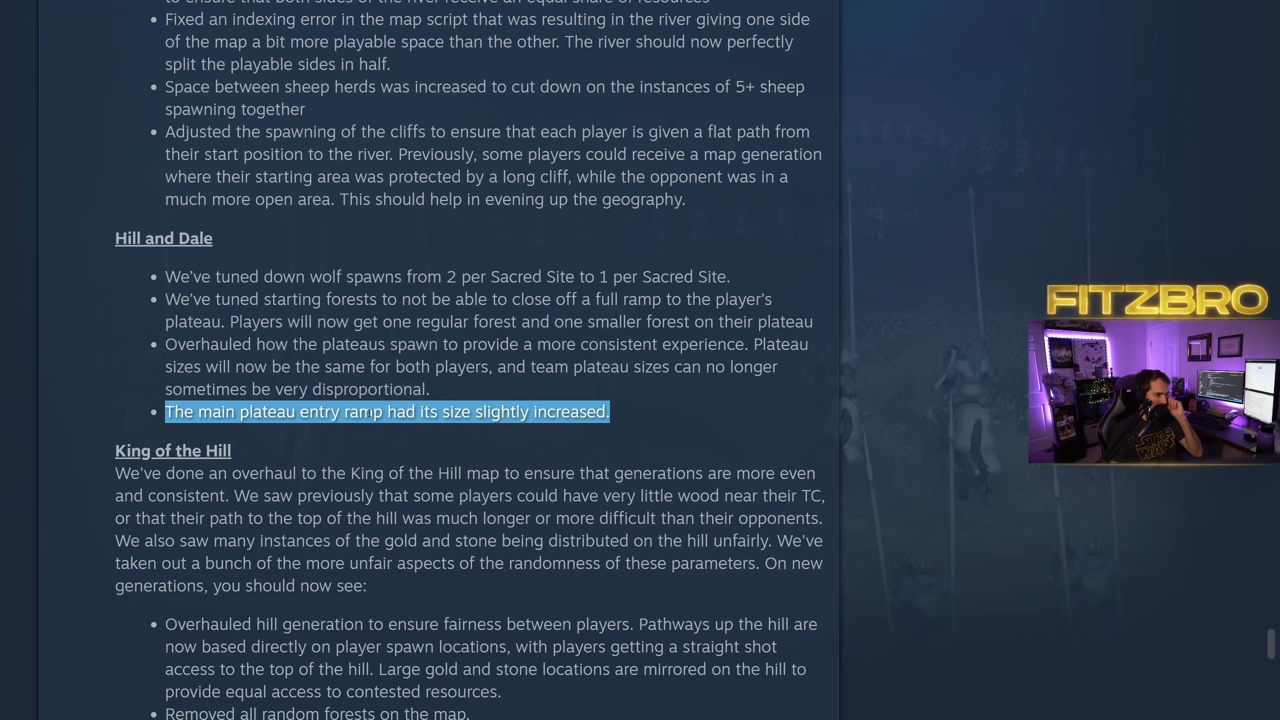 to ensure that both sides of the river receive an equal share of resources
• Fixed an indexing error in the map script that was resulting in the river giving one side
of the map a bit more playable space than the other. The river should now perfectly
split the playable sides in half.
• Space between sheep herds was increased to cut down on the instances of 5+ sheep
spawning together
• Adjusted the spawning of the cliffs to ensure that each player is given a flat path from
their start position to the river. Previously, some players could receive a map generation
where their starting area was protected by a long cliff, while the opponent was in a
much more open area. This should help in evening up the geography.
Hill and Dale
• We've tuned down wolf spawns from 2 per Sacred Site to 1 per Sacred Site.
• We've tuned starting forests to not be able to close off a full ramp to the player's
plateau. Players will now get one regular forest and one smaller forest on their plateau
• Overhauled how the plateaus spawn to provide a more consistent experience. Plateau
sizes will now be the same for both players, and team plateau sizes can no longer
sometimes be very disproportional.
• The main plateau entry ramp had its size slightly increased.
King of the Hill
We've done an overhaul to the King of the Hill map to ensure that generations are more even
and consistent. We saw previously that some players could have very little wood near their TC,
or that their path to the top of the hill was much longer or more difficult than their opponents.
We also saw many instances of the gold and stone being distributed on the hill unfairly. We've
taken out a bunch of the more unfair aspects of the randomness of these parameters. On new
generations, you should now see:
• Overhauled hill generation to ensure fairness between players. Pathways up the hill are
now based directly on player spawn locations, with players getting a straight shot
access to the top of the hill. Large gold and stone locations are mirrored on the hill to
provide equal access to contested resources.
• Removed all random forests on the map.
FITZBRO
STAR
WARS